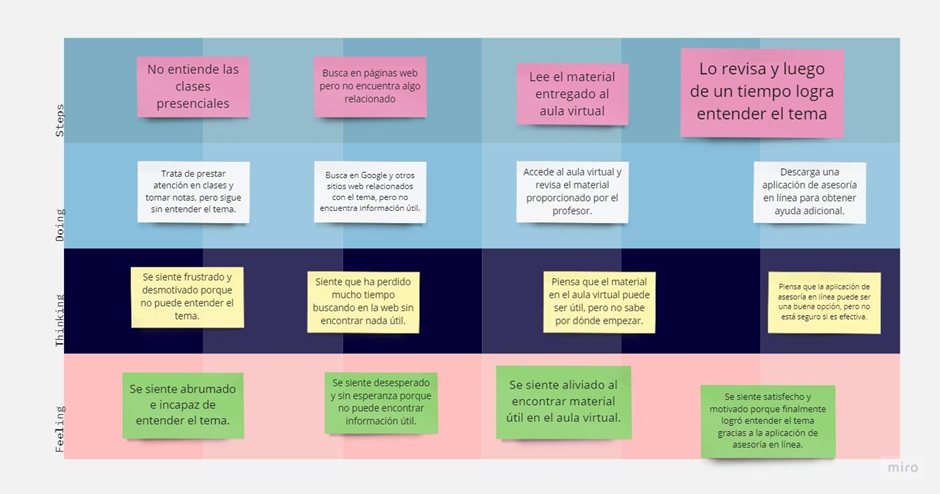 Steps
No entiende las
clases
presenciales
Busca en páginas web
pero no encuentra algo
relacionado
Lee el material
entregado al
aula virtual
Lo revisa y luego
de un tiempo logra
entender el tema
Doing
Trata de prestar
atención en clases y
tomar notas, pero sigue
sin entender el tema.
Busca en Google y otros
sitios web relacionados
con el tema, pero no
encuentra información útil.
Accede al aula virtual y
revisa el material
proporcionado por el
profesor.
Descarga una
aplicación de asesoría
en línea para obtener
ayuda adicional.
Thinking
Se siente frustrado y
desmotivado porque
no puede entender el
tema.
Siente que ha perdido
mucho tiempo
buscando en la web sin
encontrar nada útil.
Piensa que el material
en el aula virtual puede
ser útil, pero no sabe
por dónde empezar.
Piensa que la aplicación de
asesoría en línea puede ser
una buena opción, pero no
está seguro si es efectiva.
Feeling
Se siente abrumado
e incapaz de
entender el tema.
Se siente desesperado
y sin esperanza porque
no puede encontrar
información útil.
Se siente aliviado al
encontrar material
útil en el aula virtual.
Se siente satisfecho y
motivado porque finalmente
logró entender el tema
gracias a la aplicación de
asesoría en línea.
miro